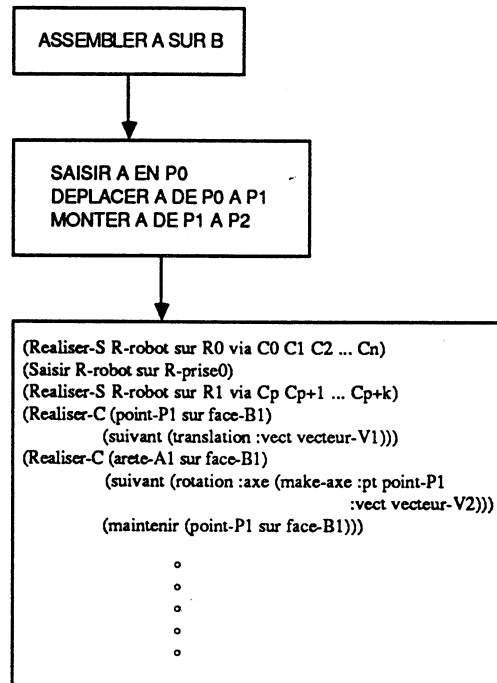 ASSEMBLER A SUR B
SAISIR A EN P0
DEPLACER A DE P0 A P1
MONTER A DE P1 A P2
(Realiser-S R-robot sur R0 via C0 C1 C2 ... Cn)
(Saisir R-robot sur R-prise0)
(Realiser-S R-robot sur R1 via Cp Cp+1 ... Cp+k)
(Realiser-C (point-P1 sur face-B1)
(suivant (translation :vect vecteur-V1)))
(Realiser-C (arete-A1 sur face-B1)
(suivant (rotation :axe (make-axe :pt point-P1
:vect vecteur-V2)))
(maintenir (point-P1 sur face-B1)))